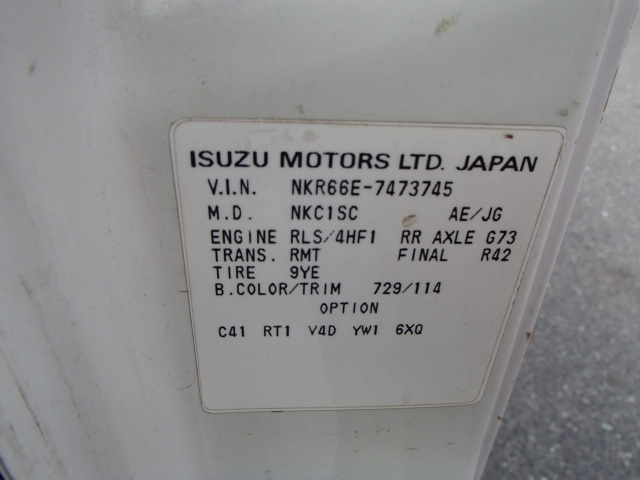 ISUZU MOTORS LTD. JAPAN
V.I.N. NKR66E-7473745
M.D. NKC1SC AE/JG
ENGINE RLS/4HF1 RR AXLE G73
TRANS. RMT FINAL R42
TIRE 9YE
B.COLOR/TRIM 729/114
OPTION
C41 RT1 V4D YW1 6XQ